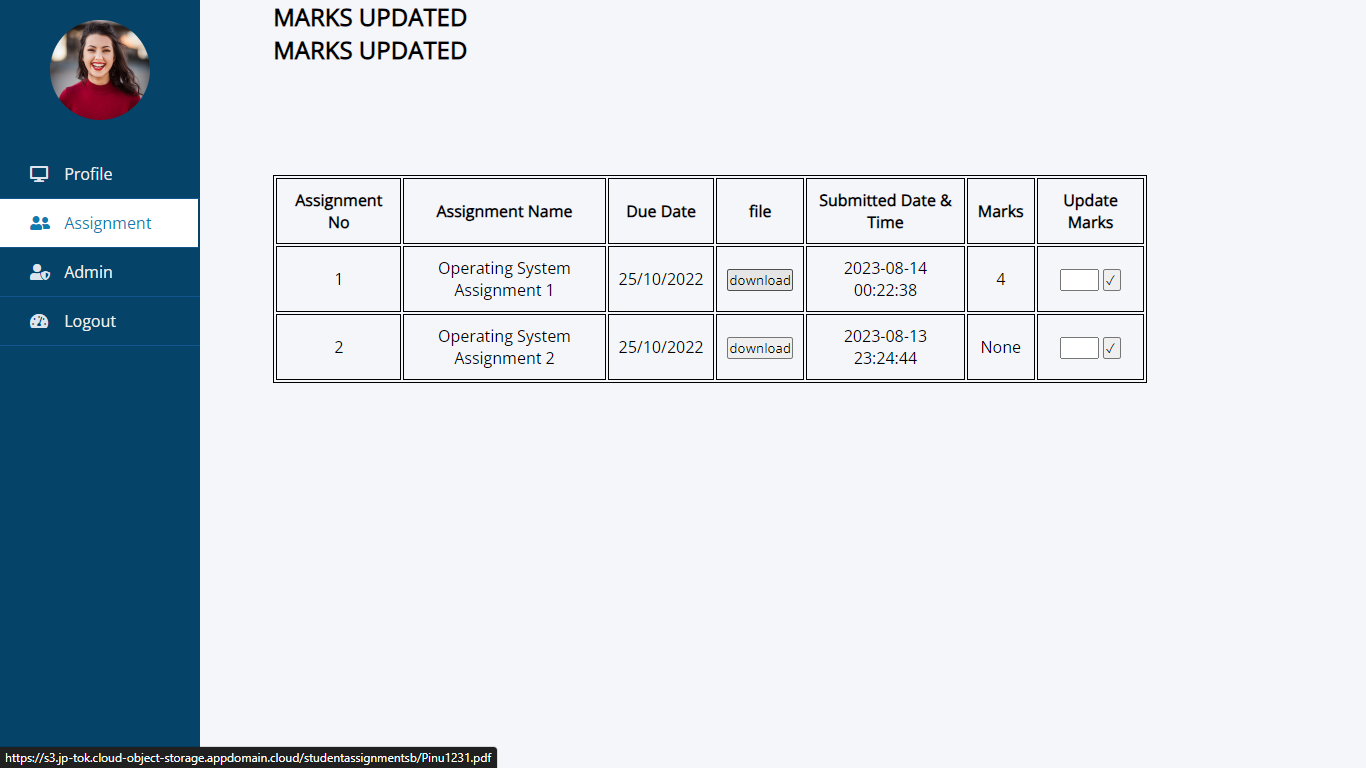 MARKS UPDATED
MARKS UPDATED
Profile
Assignment
Admin
Logout
Assignment No
Assignment Name
Due Date
file
Submitted Date & Time
Marks
Update Marks
1
Operating System Assignment 1
25/10/2022
download
2023-08-14 00:22:38
4
✓
2
Operating System Assignment 2
25/10/2022
download
2023-08-13 23:24:44
None
✓
https://s3.jp-tok.cloud-object-storage.appdomain.cloud/studentassignmentsb/Pinu1231.pdf